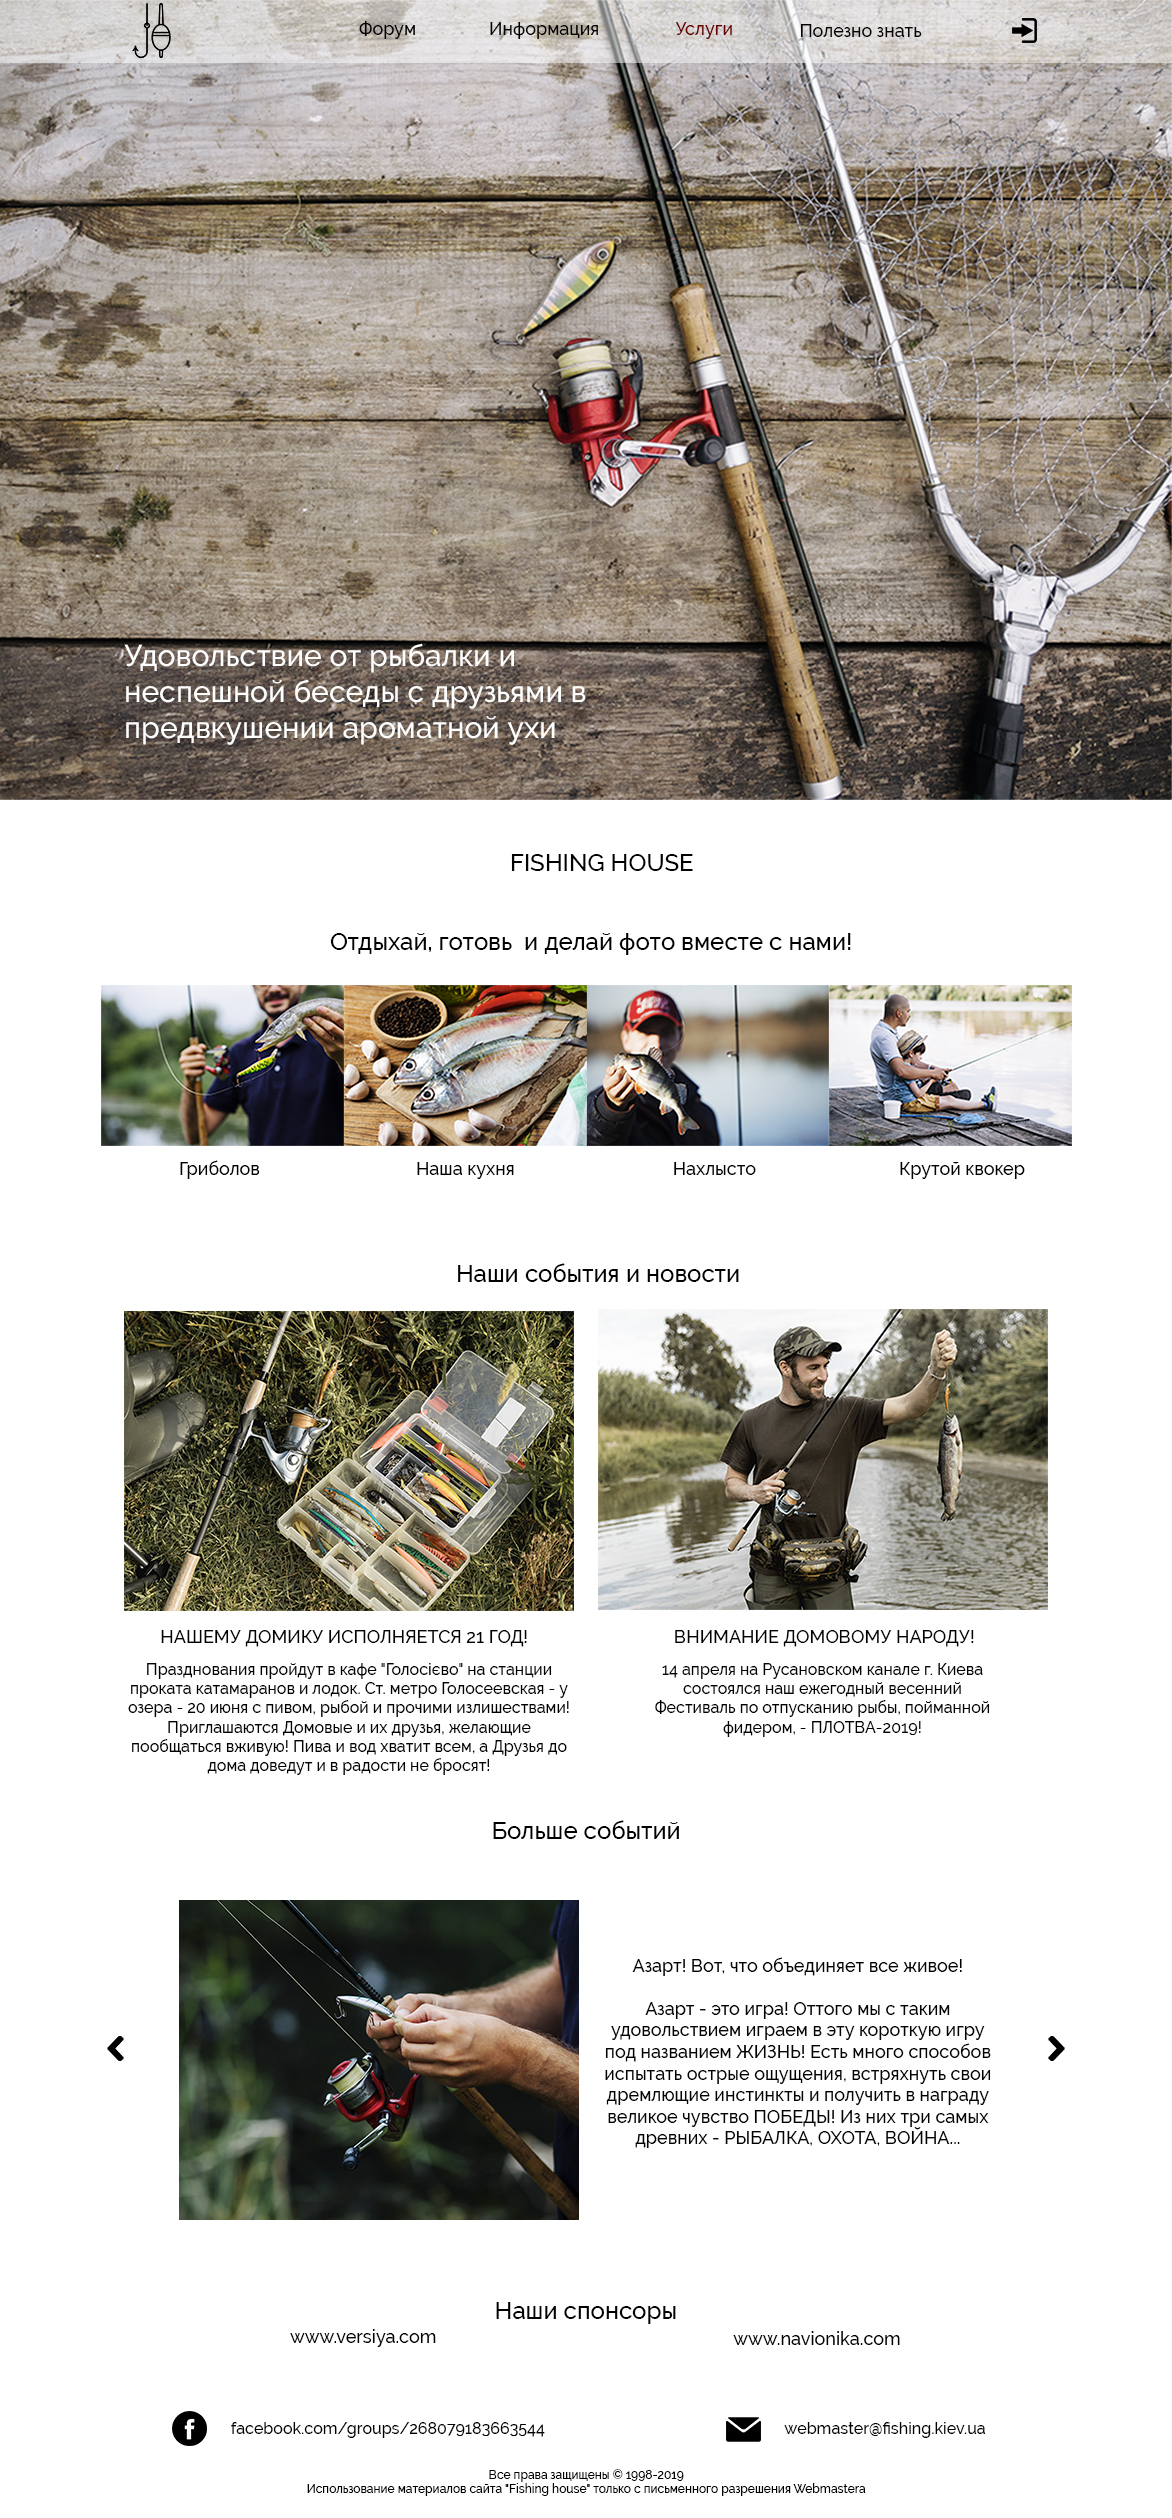 Форум Информация Услуги Полезно знать
Удовольствие от рыбалки и
неспешной беседы с друзьями в
предвкушении ароматной ухи
FISHING HOUSE
Отдыхай, готовь и делай фото вместе с нами!
Гриболов Наша кухня Нахлысто Крутой квокер
Наши события и новости
НАШЕМУ ДОМИКУ ИСПОЛНЯЕТСЯ 21 ГОД!
Празднования пройдут в кафе "Голосієво" на станции
проката катамаранов и лодок. Ст. метро Голосеевская - у
озера - 20 июня с пивом, рыбой и прочими излишествами!
Приглашаются Домовые и их друзья, желающие
пообщаться вживую! Пива и вод хватит всем, а Друзья до
дома доведут и в радости не бросят!
ВНИМАНИЕ ДОМОВОМУ НАРОДУ!
14 апреля на Русановском канале г. Киева
состоялся наш ежегодный весенний
Фестиваль по отпусканию рыбы, пойманной
фидером, - ПЛОТВА-2019!
Больше событий
Азарт! Вот, что объединяет все живое!
Азарт - это игра! Оттого мы с таким
удовольствием играем в эту короткую игру
под названием ЖИЗНЬ! Есть много способов
испытать острые ощущения, встряхнуть свои
дремлющие инстинкты и получить в награду
великое чувство ПОБЕДЫ! Из них три самых
древних - РЫБАЛКА, ОХОТА, ВОЙНА...
Наши спонсоры
www.versiya.com www.navionika.com
facebook.com/groups/268079183663544 webmaster@fishing.kiev.ua
Все права защищены © 1998-2019
Использование материалов сайта "Fishing house" только с письменного разрешения Webmasterа